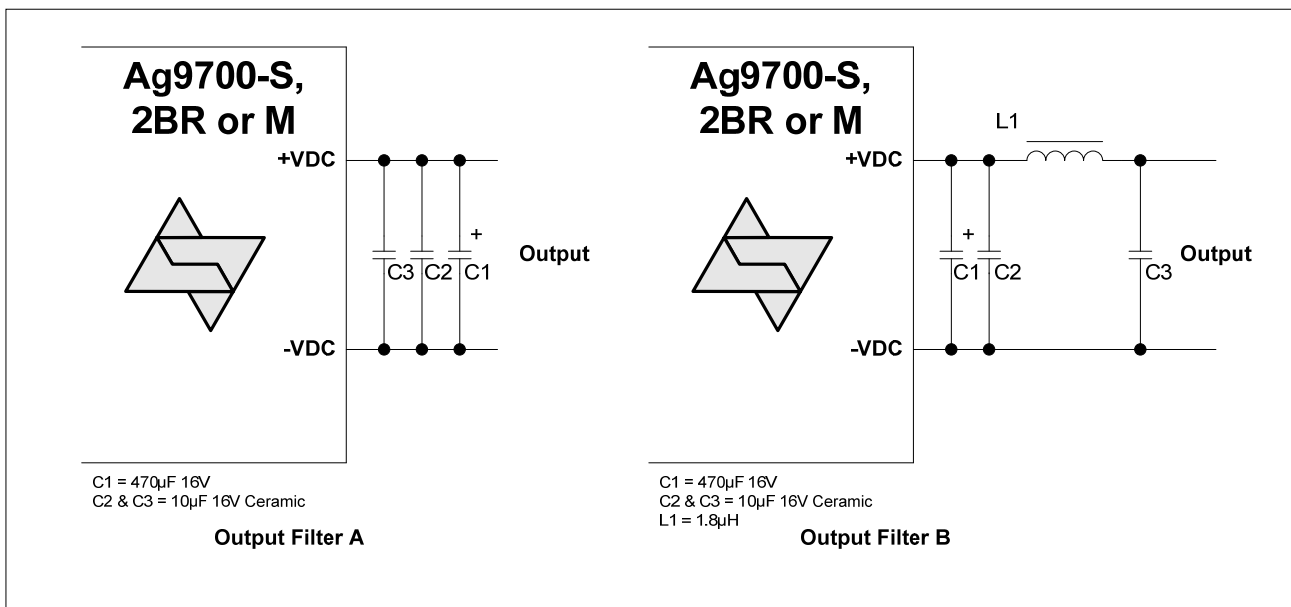 Ag9700-S,
2BR or M
+VDC
C3
C2
+
C1
Output
-VDC
C1 = 470µF 16V
C2 & C3 = 10µF 16V Ceramic
Output Filter A
Ag9700-S,
2BR or M
L1
+VDC
+
C1
C2
C3
Output
-VDC
C1 = 470µF 16V
C2 & C3 = 10µF 16V Ceramic
L1 = 1.8µH
Output Filter B